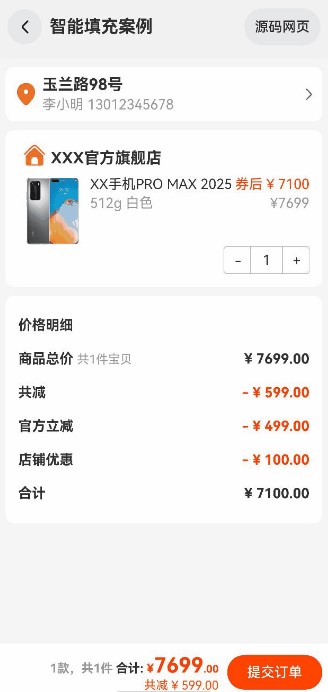 智能填充案例 源码网页
玉兰路98号
李小明 13012345678
XXX官方旗舰店
XX手机PRO MAX 2025 券后 ¥ 7100
512g 白色 ¥7699
- 1 +
价格明细
商品总价 共1件宝贝 ¥ 7699.00
共减 - ¥ 599.00
官方立减 - ¥ 499.00
店铺优惠 - ¥ 100.00
合计 ¥ 7100.00
1款，共1件 合计: ¥7699.00 提交订单
共减 ¥ 599.00